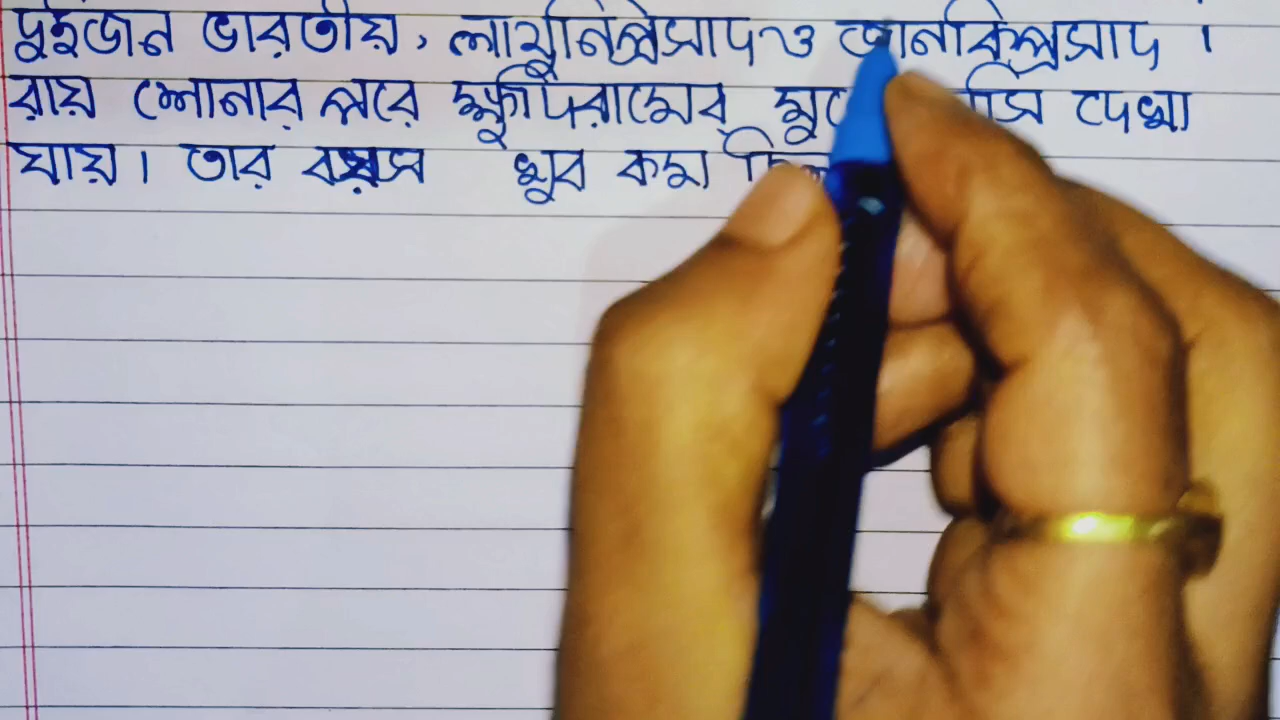 দুইজন ভারতীয়, লাথুনিপ্রসাদ ও জানকিপ্রসাদ ।
রায় শোনার পরে ক্ষুদিরামের দেখা
যায় । তার বয়স খুব কম